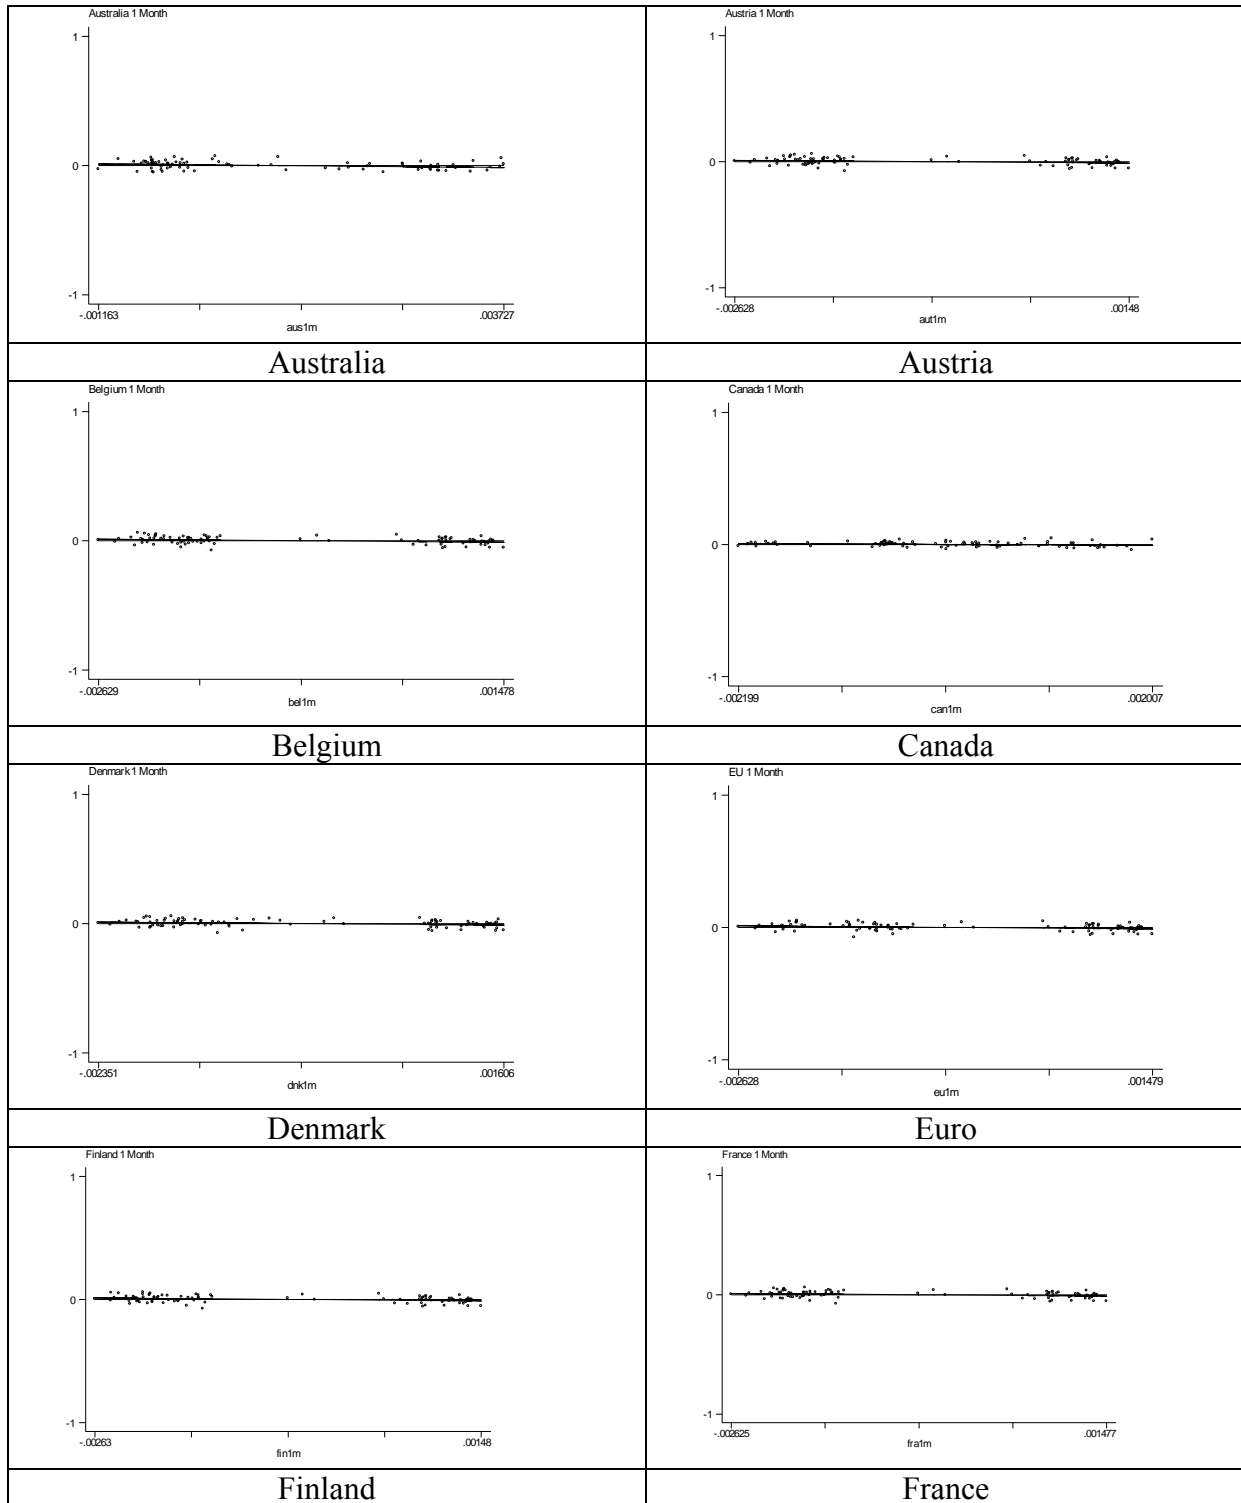 Australia 1 Month
1
0
-1
-.001163
.003727
aus1m
Australia
Austria 1 Month
1
0
-1
-.002628
.00148
aut1m
Austria
Belgium 1 Month
1
0
-1
-.002629
.001478
bel1m
Belgium
Canada 1 Month
1
0
-1
-.002199
.002007
can1m
Canada
Denmark 1 Month
1
0
-1
-.002351
.001606
dnk1m
Denmark
EU 1 Month
1
0
-1
-.002628
.001479
eu1m
Euro
Finland 1 Month
1
0
-1
-.00263
.00148
fin1m
Finland
France 1 Month
1
0
-1
-.002625
.001477
fra1m
France